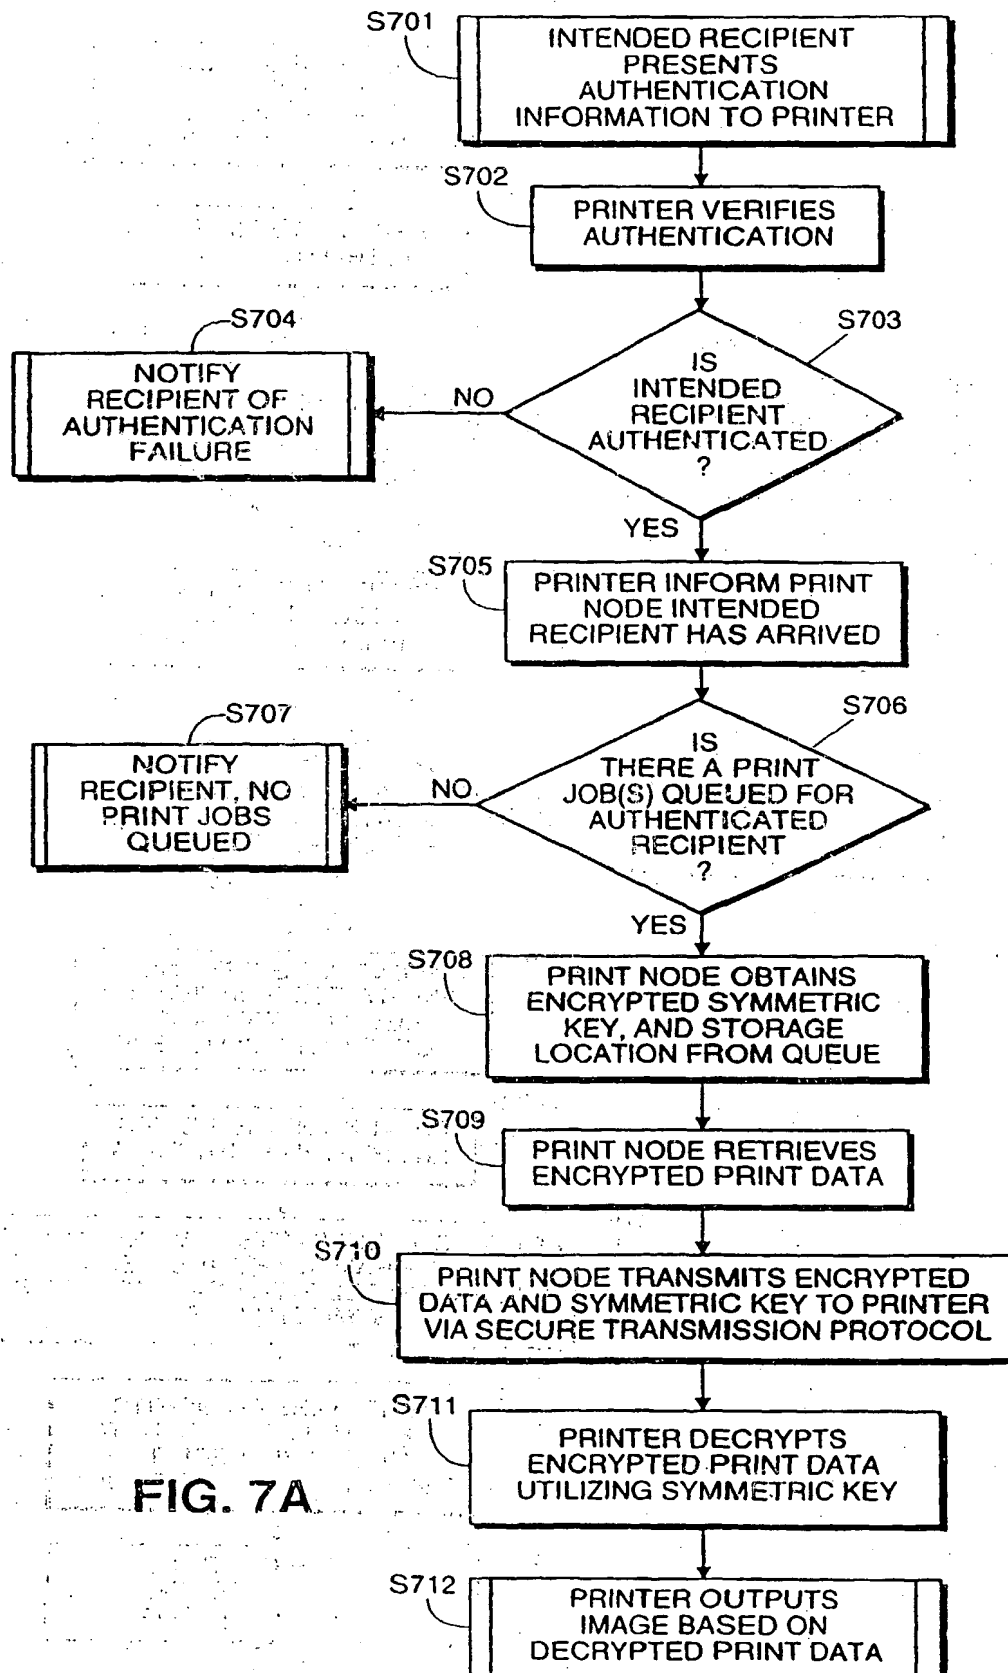 S701
INTENDED RECIPIENT
PRESENTS
AUTHENTICATION
INFORMATION TO PRINTER
S702
PRINTER VERIFIES
AUTHENTICATION
S703
IS
INTENDED
RECIPIENT
AUTHENTICATED
?
NO
S704
NOTIFY
RECIPIENT OF
AUTHENTICATION
FAILURE
YES
S705
PRINTER INFORM PRINT
NODE INTENDED
RECIPIENT HAS ARRIVED
S706
IS
THERE A PRINT
JOB(S) QUEUED FOR
AUTHENTICATED
RECIPIENT
?
NO
S707
NOTIFY
RECIPIENT, NO
PRINT JOBS
QUEUED
YES
S708
PRINT NODE OBTAINS
ENCRYPTED SYMMETRIC
KEY, AND STORAGE
LOCATION FROM QUEUE
S709
PRINT NODE RETRIEVES
ENCRYPTED PRINT DATA
S710
PRINT NODE TRANSMITS ENCRYPTED
DATA AND SYMMETRIC KEY TO PRINTER
VIA SECURE TRANSMISSION PROTOCOL
S711
PRINTER DECRYPTS
ENCRYPTED PRINT DATA
UTILIZING SYMMETRIC KEY
S712
PRINTER OUTPUTS
IMAGE BASED ON
DECRYPTED PRINT DATA
FIG. 7A